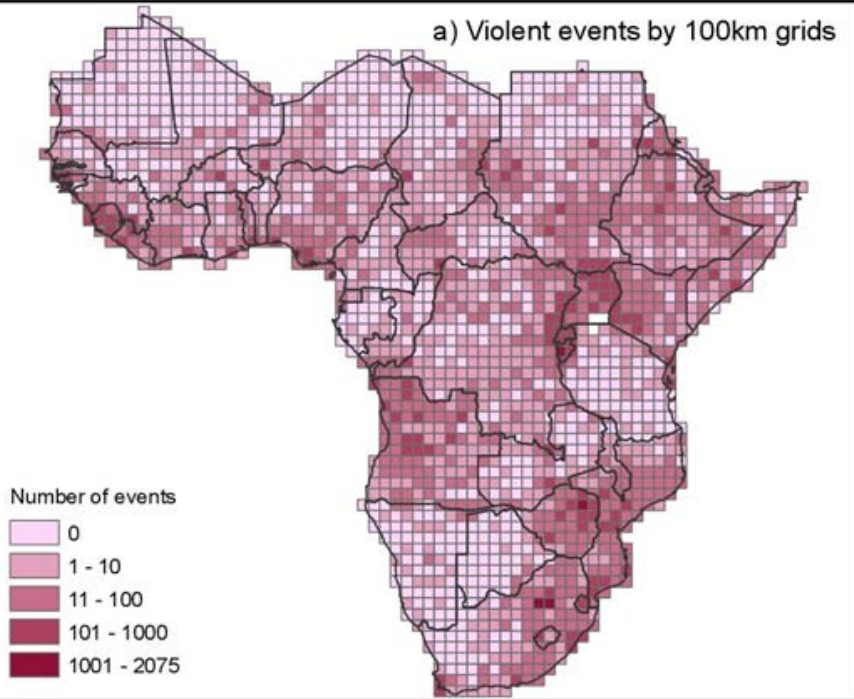 a) Violent events by 100km grids
Number of events
0
1 - 10
11 - 100
101 - 1000
1001 - 2075